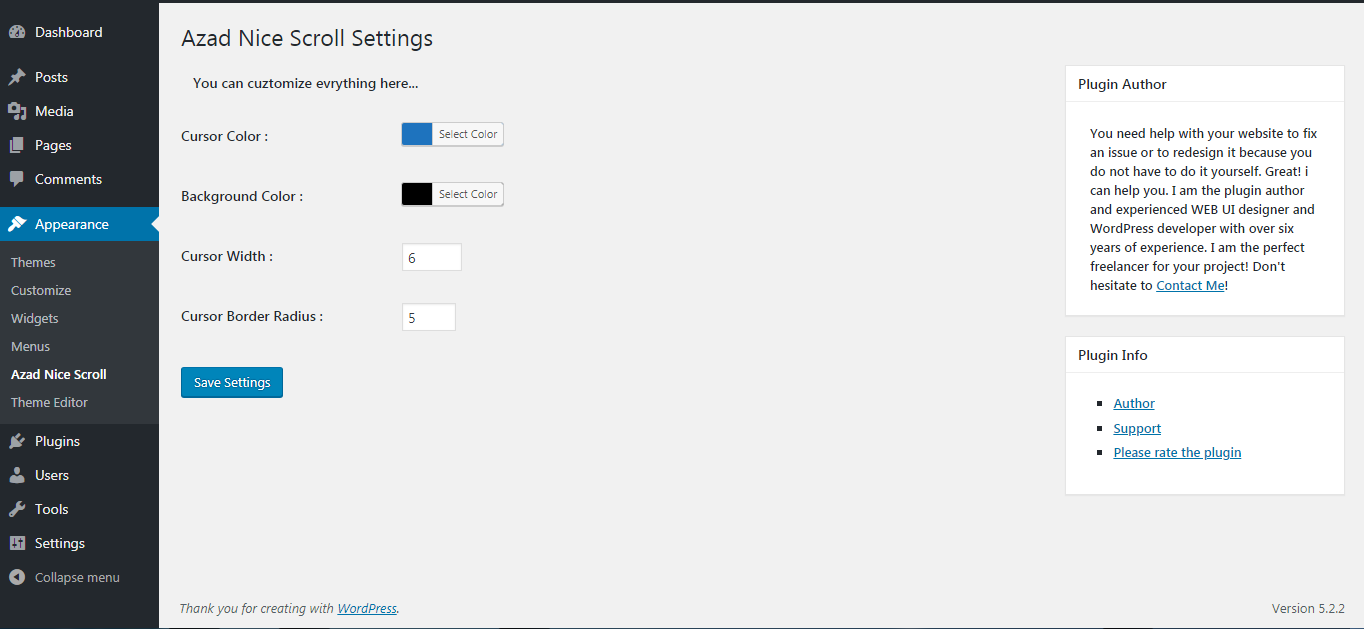 Dashboard
Posts
Media
Pages
Comments
Appearance
Themes
Customize
Widgets
Menus
Azad Nice Scroll
Theme Editor
Plugins
Users
Tools
Settings
Collapse menu
Azad Nice Scroll Settings
You can cuztomize evrything here...
Cursor Color :
Select Color
Background Color :
Select Color
Cursor Width :
6
Cursor Border Radius :
5
Save Settings
Plugin Author
You need help with your website to fix
an issue or to redesign it because you
do not have to do it yourself. Great! i
can help you. I am the plugin author
and experienced WEB UI designer and
WordPress developer with over six
years of experience. I am the perfect
freelancer for your project! Don't
hesitate to Contact Me!
Plugin Info
Author
Support
Please rate the plugin
Thank you for creating with WordPress.
Version 5.2.2